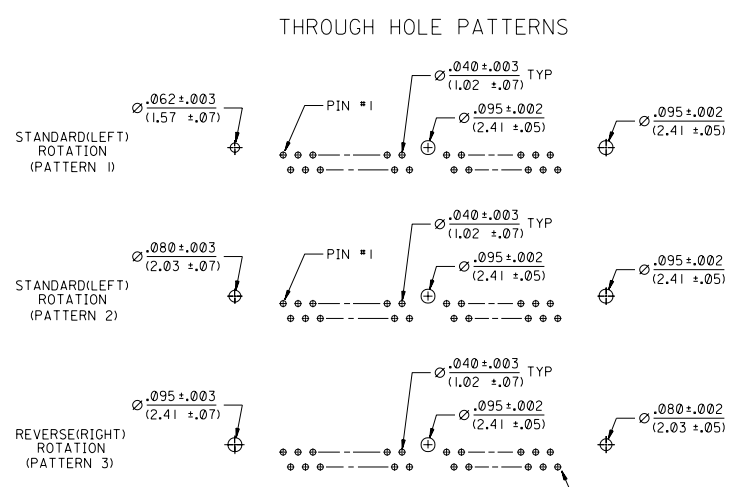 THROUGH HOLE PATTERNS
.040±.003
(1.02 ±.07) TYP
.062±.003
(1.57 ±.07)
PIN #1
.095±.002
(2.41 ±.05)
.095±.002
(2.41 ±.05)
STANDARD(LEFT)
ROTATION
(PATTERN 1)
.040±.003
(1.02 ±.07) TYP
.080±.003
(2.03 ±.07)
PIN #1
.095±.002
(2.41 ±.05)
.095±.002
(2.41 ±.05)
STANDARD(LEFT)
ROTATION
(PATTERN 2)
.040±.003
(1.02 ±.07) TYP
.095±.003
(2.41 ±.07)
.095±.002
(2.41 ±.05)
.080±.002
(2.03 ±.05)
REVERSE(RIGHT)
ROTATION
(PATTERN 3)